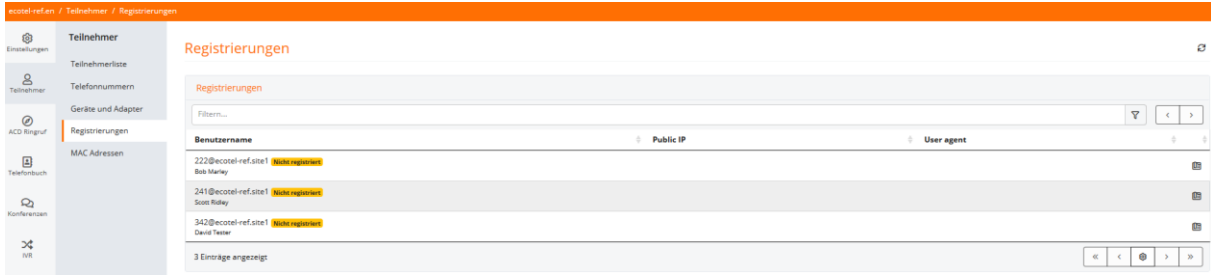 ecotel-ref.en / Teilnehmer / Registrierungen
Einstellungen
Teilnehmer
ACD Ringruf
Telefonbuch
Konferenzen
IVR
Teilnehmer
Teilnehmerliste
Telefonnummern
Geräte und Adapter
Registrierungen
MAC Adressen
Registrierungen
Registrierungen
Filtern...
Benutzername Public IP User agent
222@ecotel-ref.site1 Nicht registriert
Bob Marley
241@ecotel-ref.site1 Nicht registriert
Scott Ridley
342@ecotel-ref.site1 Nicht registriert
David Tester
3 Einträge angezeigt